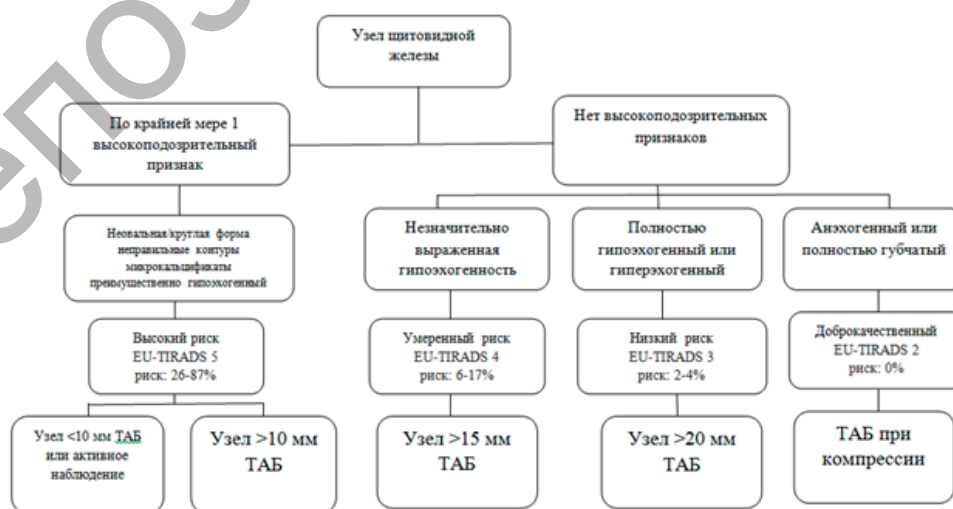 Узел щитовидной
железы
По крайней мере 1
высокоподозрительный
признак
Нет высокоподозрительных
признаков
Неовальная/круглая форма
неправильные контуры
микрокальцификаты
преимущественно гипоэхогенный
Незначительно
выраженная
гипоэхогенность
Полностью
гипоэхогенный или
гиперэхогенный
Анэхогенный или
полностью губчатый
Высокий риск
EU-TIRADS 5
риск: 26-87%
Умеренный риск
EU-TIRADS 4
риск: 6-17%
Низкий риск
EU-TIRADS 3
риск: 2-4%
Доброкачественный
EU-TIRADS 2
риск: 0%
Узел <10 мм ТАБ
или активное
наблюдение
Узел >10 мм
ТАБ
Узел >15 мм
ТАБ
Узел >20 мм
ТАБ
ТАБ при
компрессии